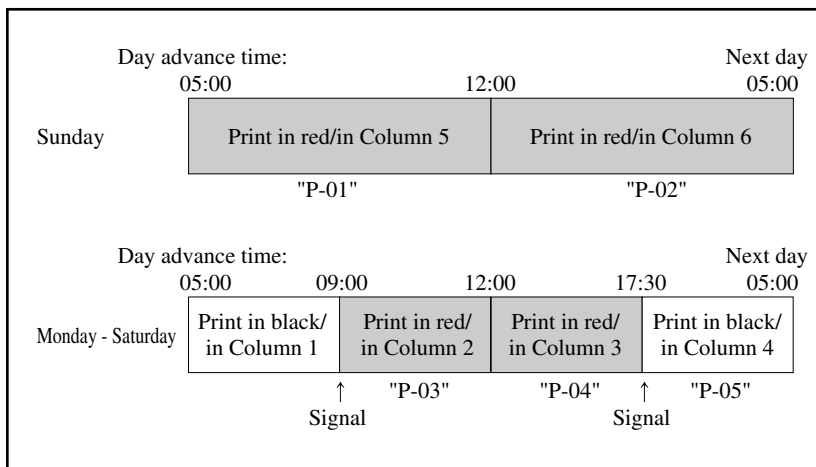 Day advance time: Next day
05:00 12:00 05:00
Sunday Print in red/in Column 5 Print in red/in Column 6
"P-01" "P-02"
Day advance time: Next day
05:00 09:00 12:00 17:30 05:00
Monday - Saturday
Print in black/ Print in red/ Print in red/ Print in black/
in Column 1 in Column 2 in Column 3 in Column 4
↑ "P-03" "P-04" ↑ "P-05"
Signal Signal